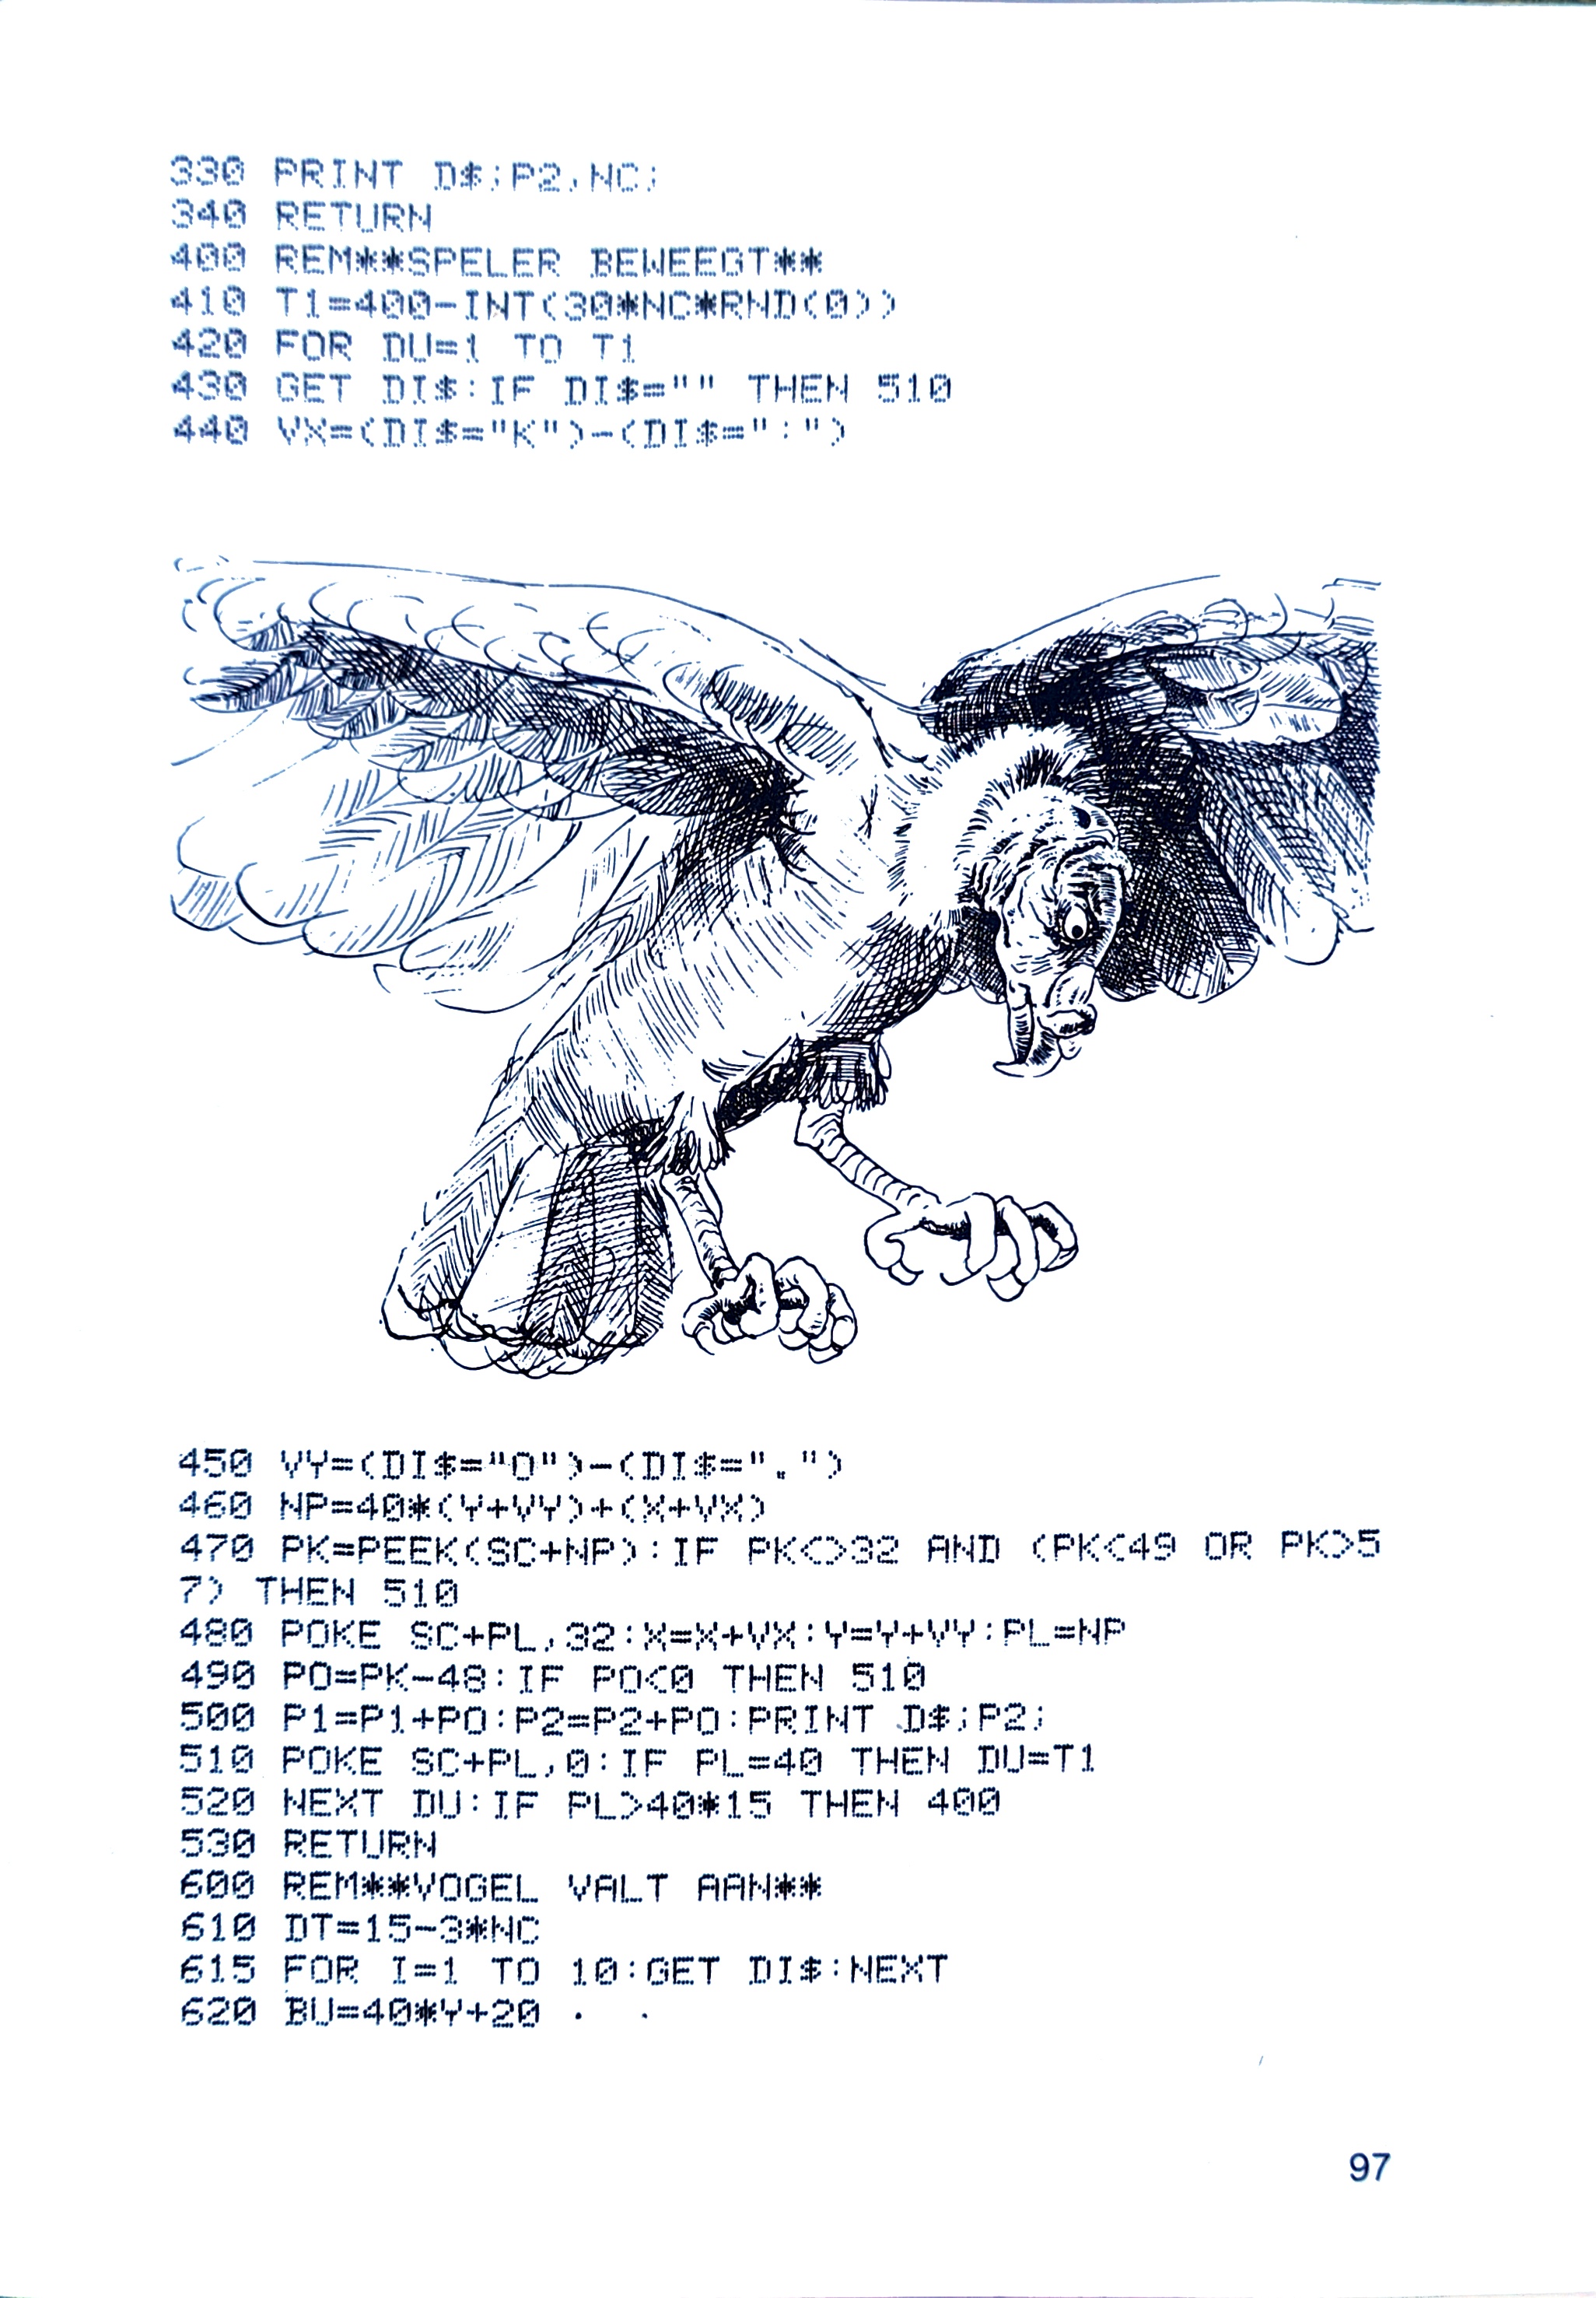 330 PRINT D$;P2,NC;
340 RETURN
400 REM**SPELER BEWEEGT**
410 T1=400-INT(30*NC*RND(0))
420 FOR DU=1 TO T1
430 GET DI$:IF DI$="" THEN 510
440 VX=(DI$="K")-(DI$=":")
450 VY=(DI$="O")-(DI$=".")
460 NP=40*(Y+VY)+(X+VX)
470 PK=PEEK(SC+NP):IF PK<>32 AND (PK<49 OR PK>5
7) THEN 510
480 POKE SC+PL,32:X=X+VX:Y=Y+VY:PL=NP
490 PO=PK-48:IF PO<0 THEN 510
500 P1=P1+PO:P2=P2+PO:PRINT D$;P2;
510 POKE SC+PL,0:IF PL=40 THEN DU=T1
520 NEXT DU:IF PL>40*15 THEN 400
530 RETURN
600 REM**VOGEL VALT AAN**
610 DT=15-3*NC
615 FOR I=1 TO 10:GET DI$:NEXT
620 BU=40*Y+20
97